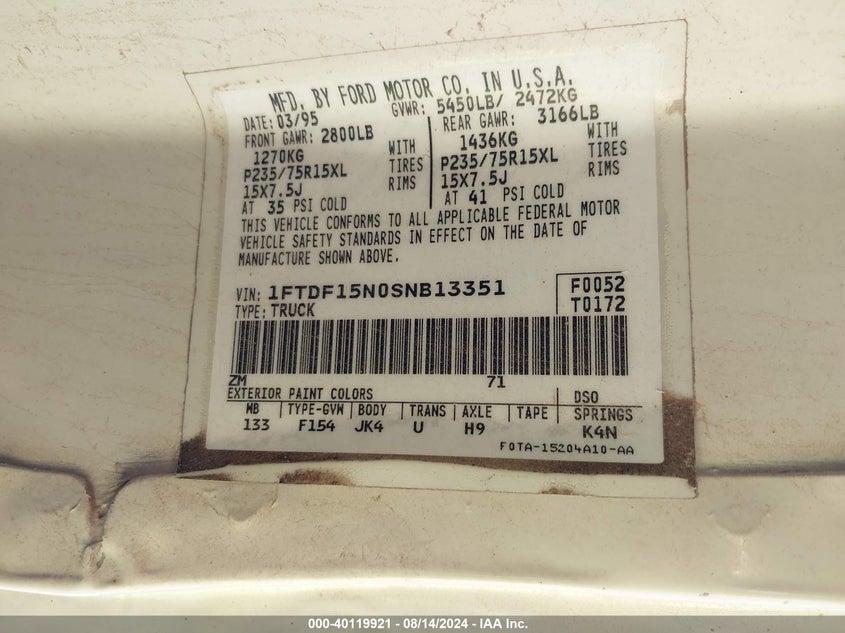 MFD. BY FORD MOTOR CO. IN U.S.A.
DATE: 03/95 GVWR: 5450LB/ 2472KG
FRONT GAWR: 2800LB REAR GAWR: 3166LB
1270KG WITH 1436KG WITH
P235/75R15XL TIRES P235/75R15XL TIRES
15X7.5J RIMS 15X7.5J RIMS
AT 35 PSI COLD AT 41 PSI COLD
THIS VEHICLE CONFORMS TO ALL APPLICABLE FEDERAL MOTOR
VEHICLE SAFETY STANDARDS IN EFFECT ON THE DATE OF
MANUFACTURE SHOWN ABOVE.
VIN: 1FTDF15N0SNB13351 F0052
TYPE: TRUCK T0172
ZM 71
EXTERIOR PAINT COLORS DSO
WB TYPE-GVW BODY TRANS AXLE TAPE SPRINGS
133 F154 JK4 U H9 K4N
F0TA-15204A10-AA
000-40119921 - 08/14/2024 - IAA Inc.